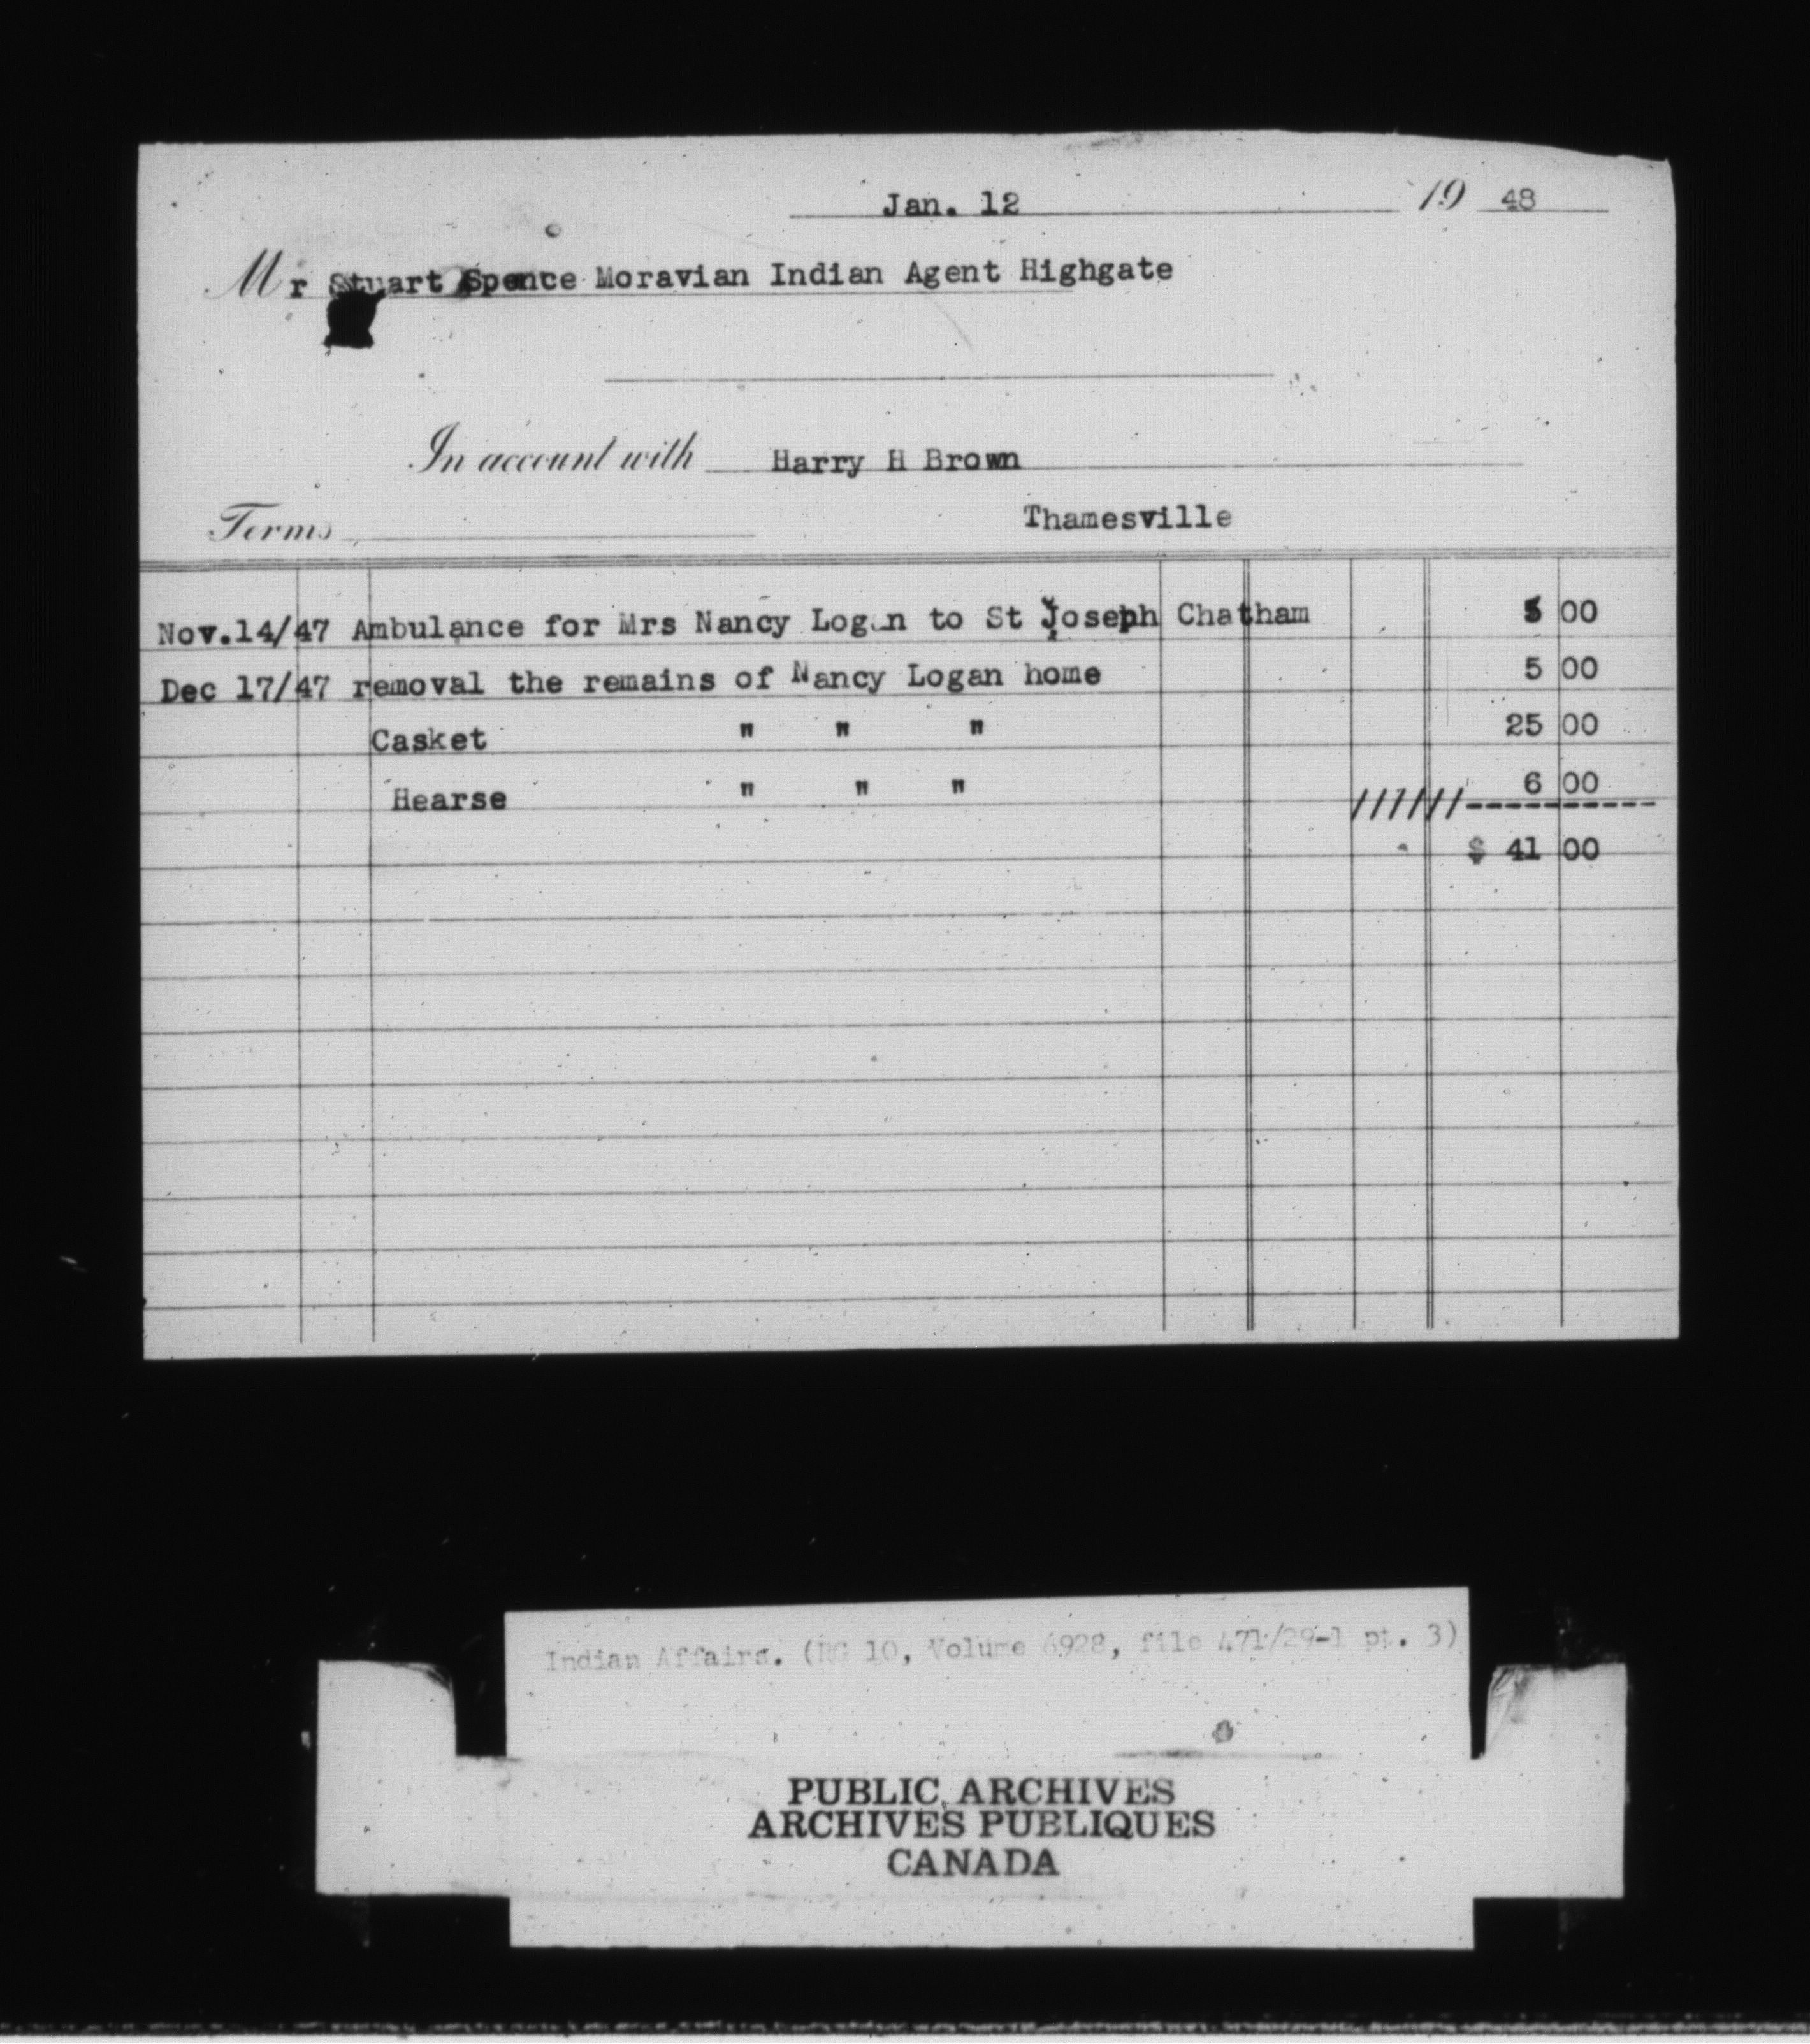 Jan. 12 19 48
Mr Stuart Spence Moravian Indian Agent Highgate
In account with Harry H Brown
Terms Thamesville
Nov.14/47 Ambulance for Mrs Nancy Logan to St Joseph Chatham 5 00
Dec 17/47 removal the remains of Nancy Logan home 5 00
Casket " " " 25 00
Hearse " " " 6 00
///////----------
$ 41 00
Indian Affairs. (RG 10, Volume 6928, file 471/29-1 pt. 3)
PUBLIC ARCHIVES
ARCHIVES PUBLIQUES
CANADA